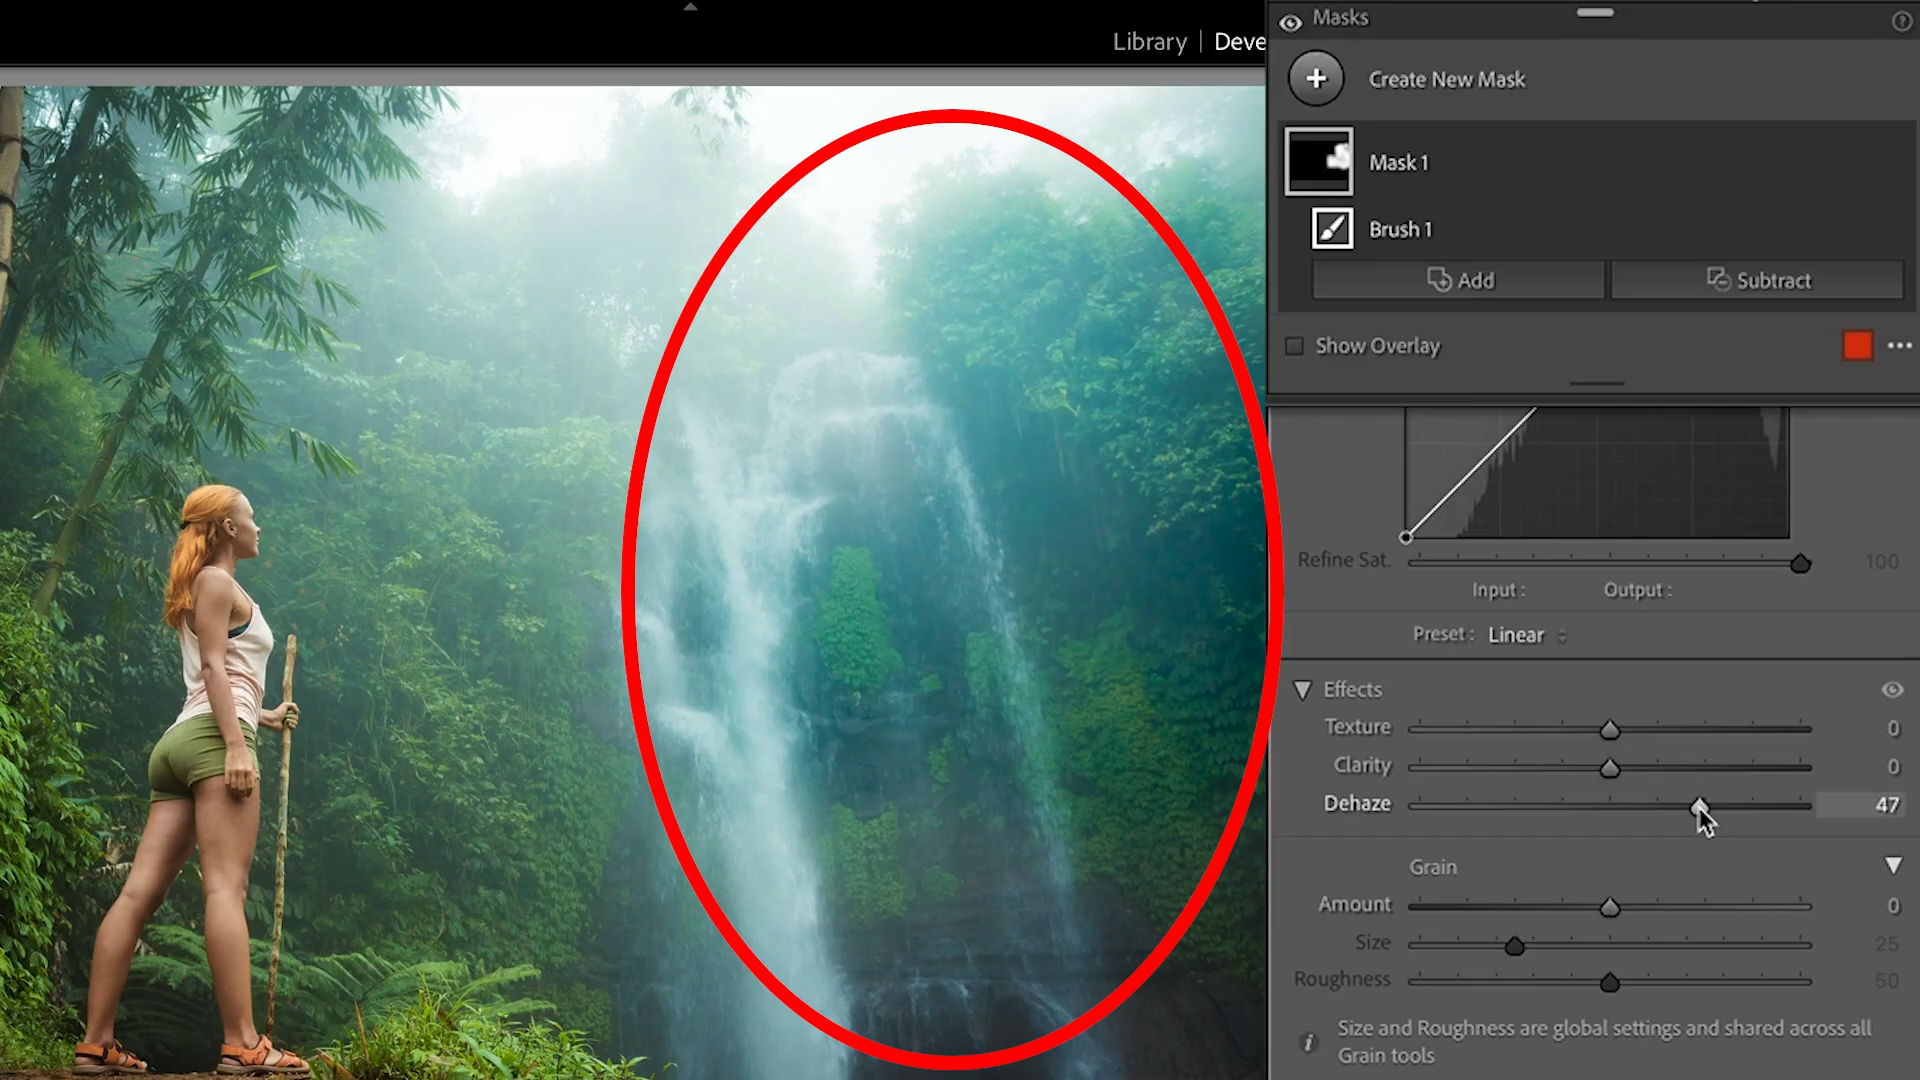 Library | Deve
Masks
Create New Mask
Mask 1
Brush 1
Add
Subtract
Show Overlay
Refine Sat. 100
Input : Output :
Preset : Linear
Effects
Texture 0
Clarity 0
Dehaze 47
Grain
Amount 0
Size 25
Roughness 50
Size and Roughness are global settings and shared across all
Grain tools